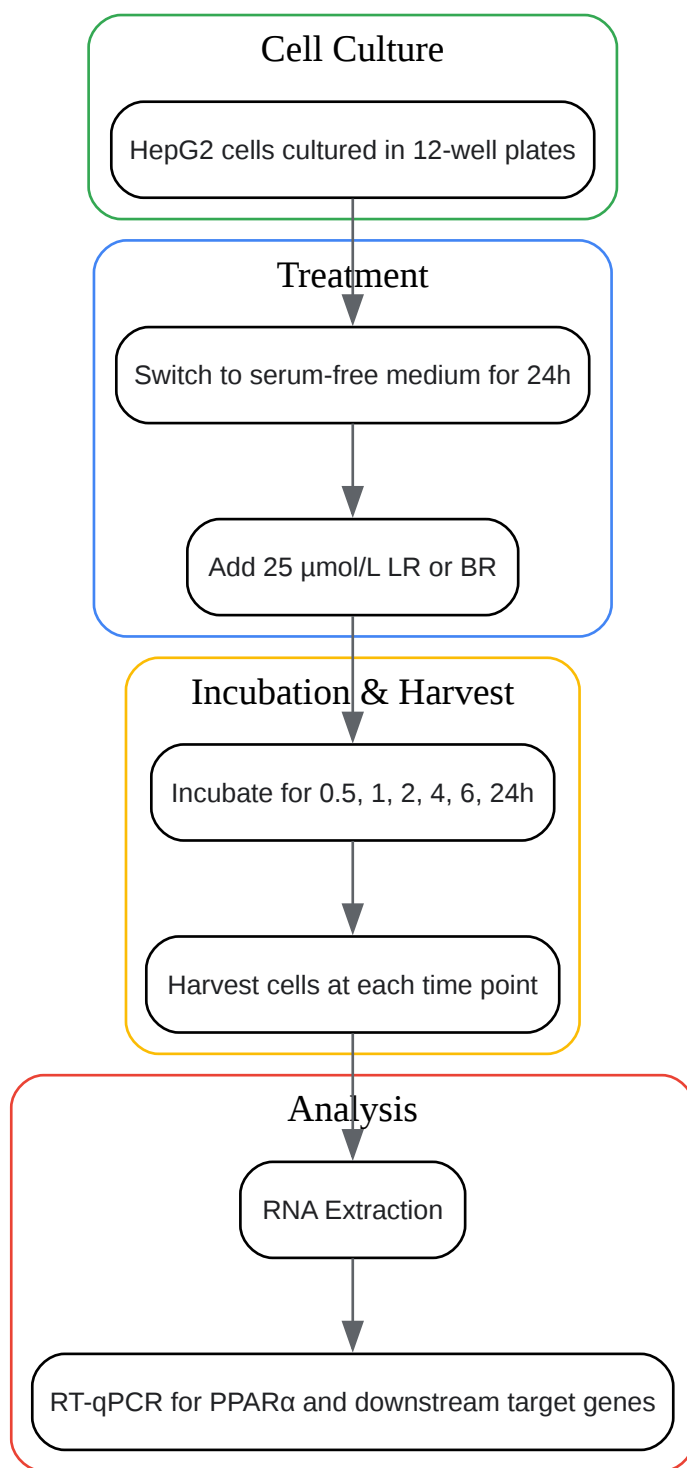 Cell Culture
HepG2 cells cultured in 12-well plates
Treatment
Switch to serum-free medium for 24h
Add 25 µmol/L LR or BR
Incubation & Harvest
Incubate for 0.5, 1, 2, 4, 6, 24h
Harvest cells at each time point
Analysis
RNA Extraction
RT-qPCR for PPARα and downstream target genes